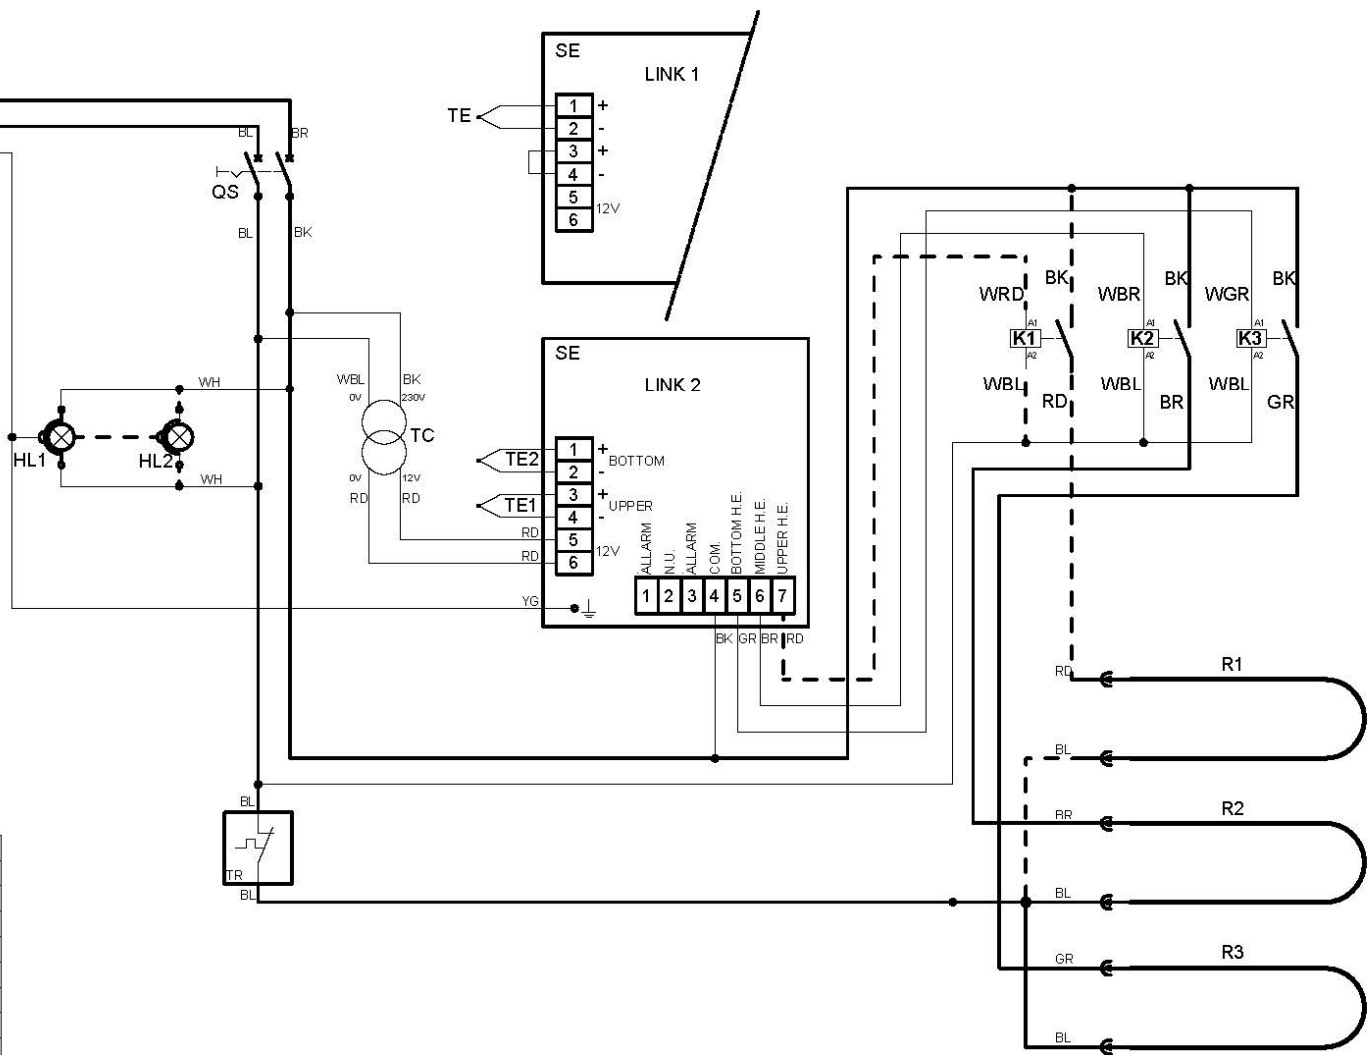 SE
LINK 1
TE
1 +
2 -
3 +
4 -
5
12V
6
BL
BR
QS
BL
BK
SE
LINK 2
WBL
BK
0V
230V
TC
0V
12V
RD
RD
WH
HL1
HL2
WH
TE2
1 +
BOTTOM
2 -
TE1
3 +
UPPER
4 -
RD
5
12V
RD
6
YG
ALLARM
N.U.
ALLARM
COM.
BOTTOM H.E.
MIDDLE H.E.
UPPER H.E.
1 2 3 4 5 6 7
BK GR BR RD
WRD
BK
WBR
BK
WGR
BK
A1
A1
A1
K1
K2
K3
A2
A2
A2
WBL
RD
WBL
BR
WBL
GR
RD
R1
BL
BR
R2
BL
GR
R3
BL
BL
TR
BL